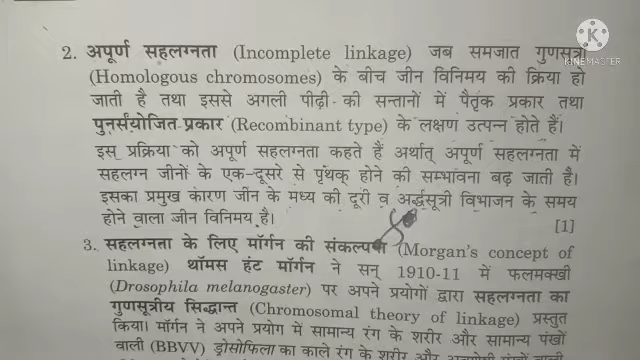 KINEMASTER
2. अपूर्ण सहलग्नता (Incomplete linkage) जब समजात गुणसूत्रों
(Homologous chromosomes) के बीच जीन विनिमय की क्रिया हो
जाती है तथा इससे अगली पीढ़ी की सन्तानों में पैतृक प्रकार तथा
पुनर्संयोजित प्रकार (Recombinant type) के लक्षण उत्पन्न होते हैं।
इस प्रक्रिया को अपूर्ण सहलग्नता कहते हैं अर्थात् अपूर्ण सहलग्नता में
सहलग्न जीनों के एक-दूसरे से पृथक् होने की सम्भावना बढ़ जाती है।
इसका प्रमुख कारण जीन के मध्य की दूरी व अर्द्धसूत्री विभाजन के समय
होने वाला जीन विनिमय है। [1]
3. सहलग्नता के लिए मॉर्गन की संकल्पना (Morgan's concept of
linkage) थॉमस हंट मॉर्गन ने सन् 1910-11 में फलमक्खी
(Drosophila melanogaster) पर अपने प्रयोगों द्वारा सहलग्नता का
गुणसूत्रीय सिद्धान्त (Chromosomal theory of linkage) प्रस्तुत
किया। मॉर्गन ने अपने प्रयोग में सामान्य रंग के शरीर और सामान्य पंखों
वाली (BBVV) ड्रोसोफिला का काले रंग के शरीर और